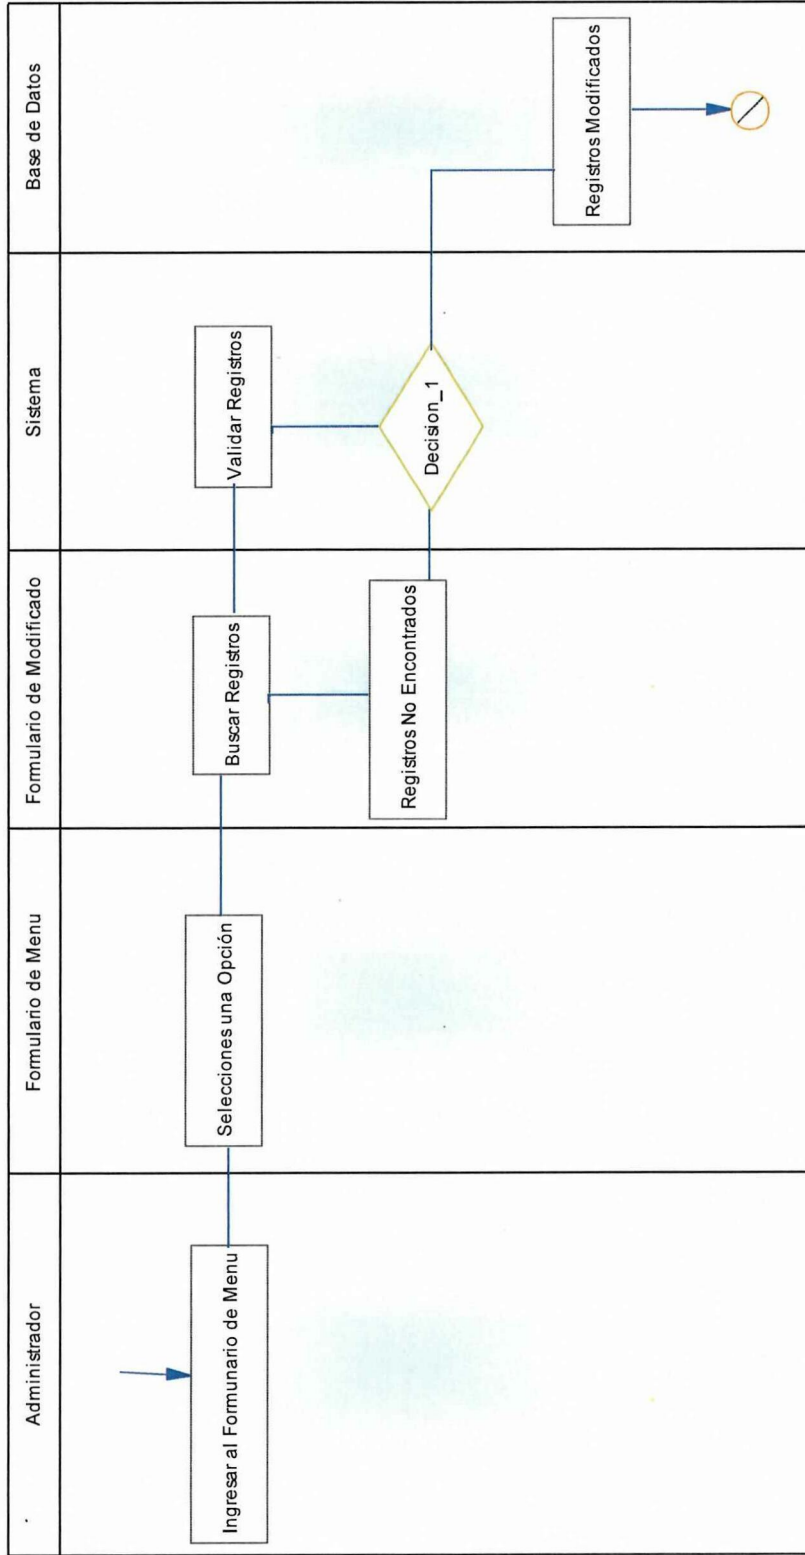 Administrador
Formulario de Menu
Formulario de Modificado
Sistema
Base de Datos
Ingresar al Formunario de Menu
Selecciones una Opción
Buscar Registros
Validar Registros
Registros No Encontrados
Decision_1
Registros Modificados